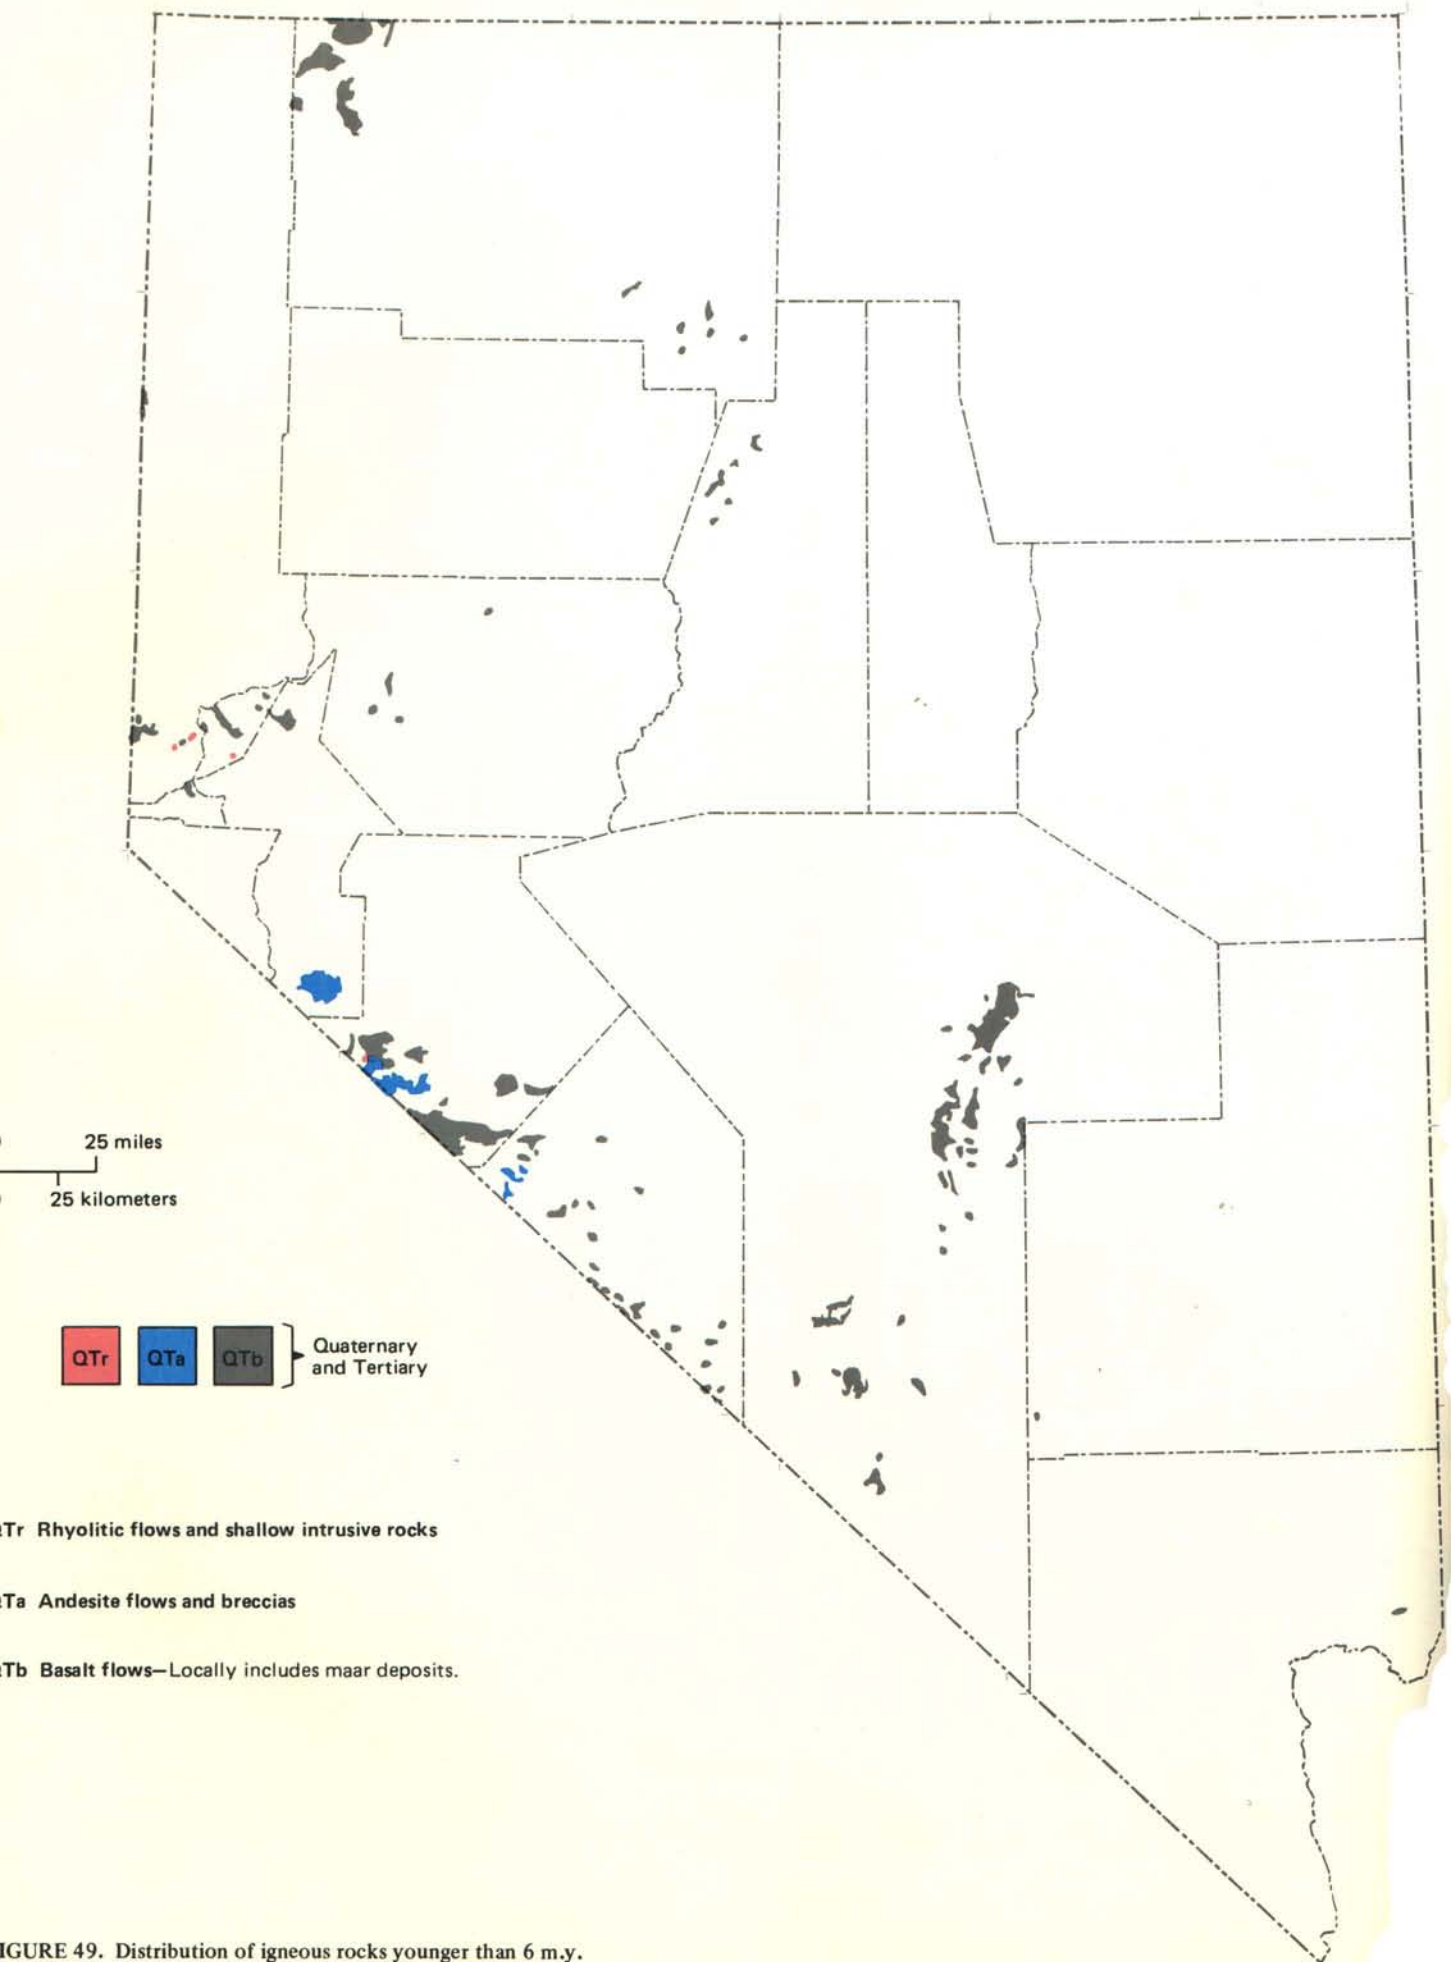 25 miles
25 kilometers
QTr QTa QTb
Quaternary
and Tertiary
Tr Rhyolitic flows and shallow intrusive rocks
Ta Andesite flows and breccias
Tb Basalt flows—Locally includes maar deposits.
IGURE 49. Distribution of igneous rocks younger than 6 m.y.